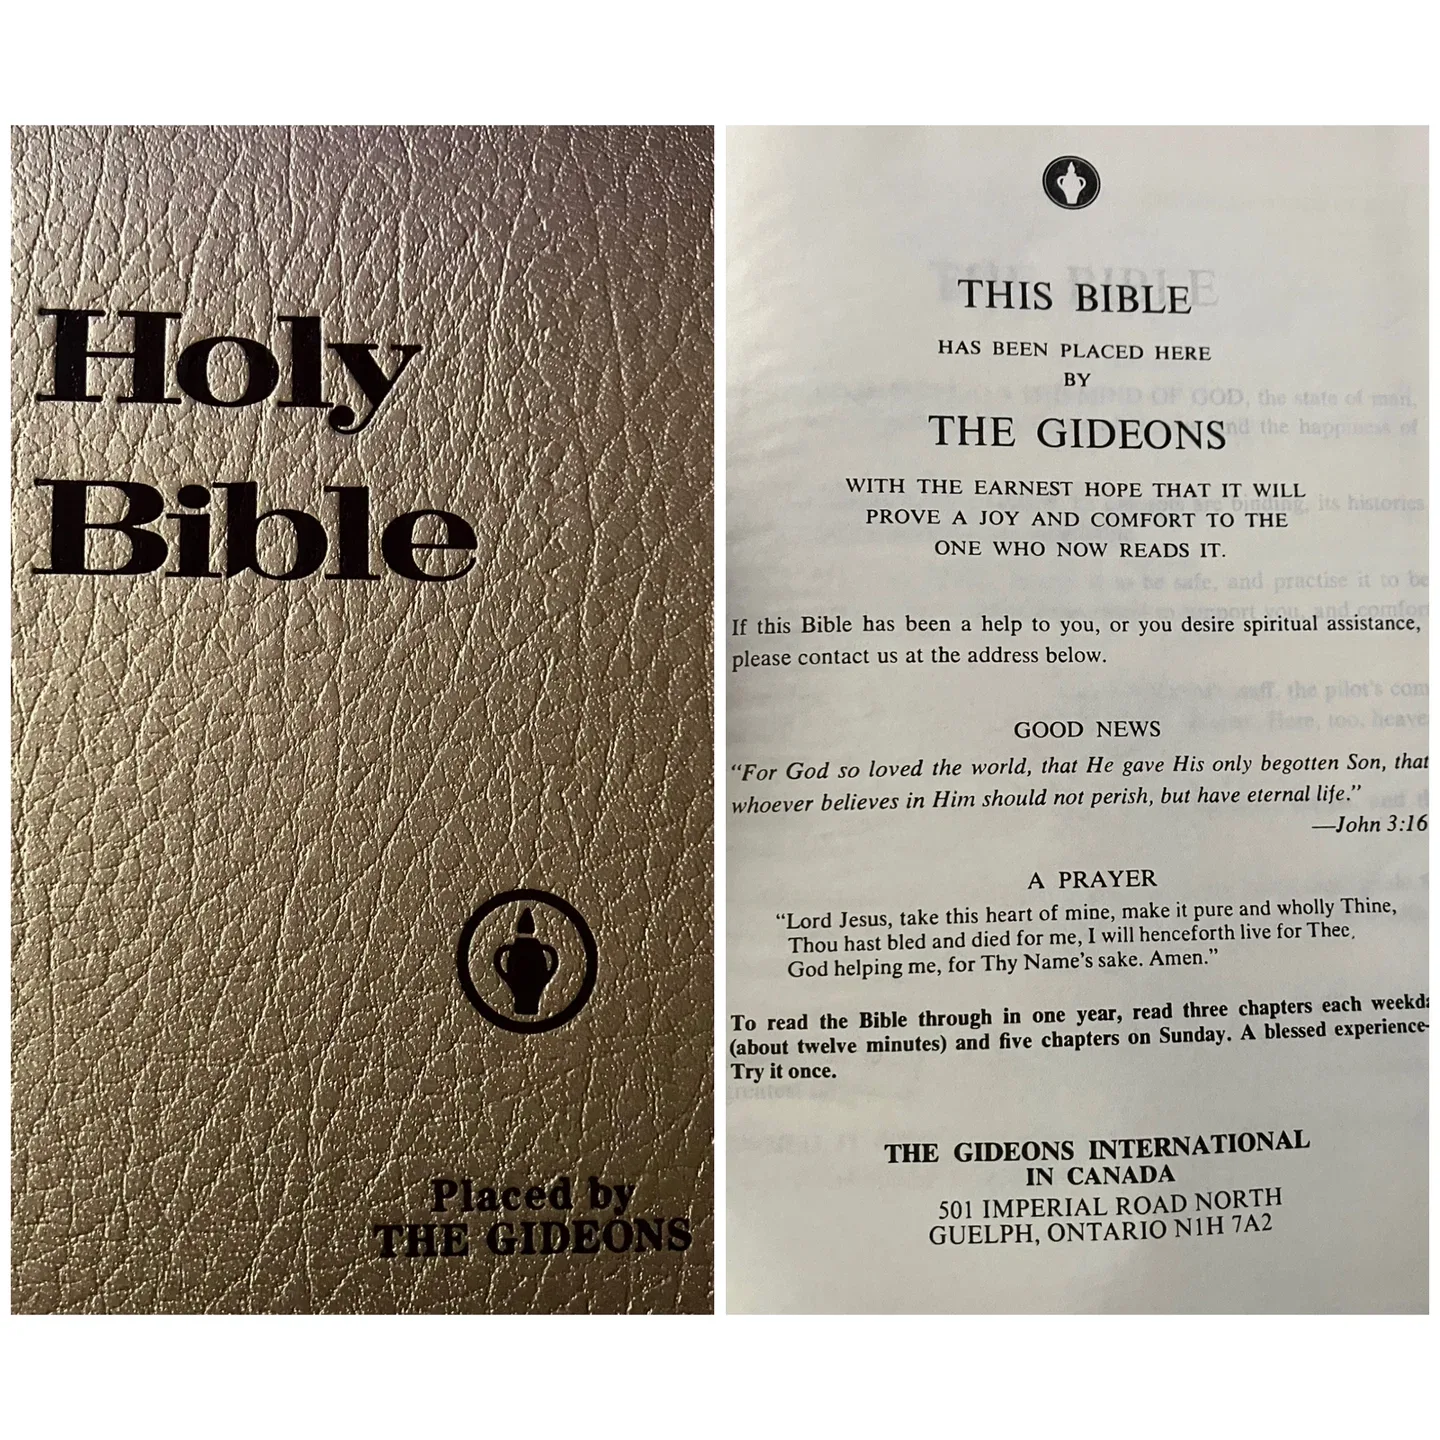 Holy
Bible
Placed by
THE GIDEONS
THIS BIBLE
HAS BEEN PLACED HERE
BY
THE GIDEONS
WITH THE EARNEST HOPE THAT IT WILL
PROVE A JOY AND COMFORT TO THE
ONE WHO NOW READS IT.
If this Bible has been a help to you, or you desire spiritual assistance,
please contact us at the address below.
GOOD NEWS
“For God so loved the world, that He gave His only begotten Son, that
whoever believes in Him should not perish, but have eternal life.”
—John 3:16
A PRAYER
“Lord Jesus, take this heart of mine, make it pure and wholly Thine,
Thou hast bled and died for me, I will henceforth live for Thee,
God helping me, for Thy Name’s sake. Amen.”
To read the Bible through in one year, read three chapters each
(about twelve minutes) and five chapters on Sunday. A blessed experience—
Try it once.
THE GIDEONS INTERNATIONAL
IN CANADA
501 IMPERIAL ROAD NORTH
GUELPH, ONTARIO N1H 7A2